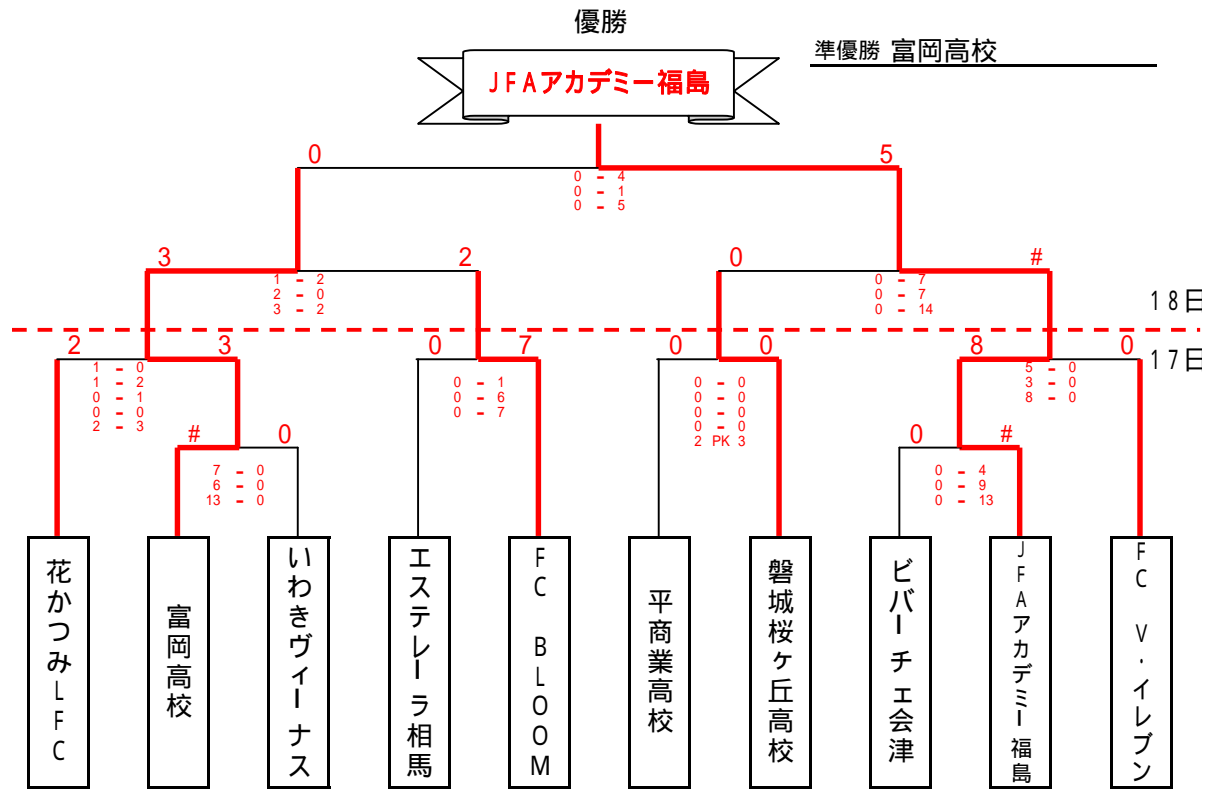 優勝
準優勝 富岡高校
JFAアカデミー福島
0 5
0 - 4
0 - 1
0 - 5
3 2 0 #
1 - 2
2 - 0
3 - 2
0 - 7
0 - 7
0 - 14
18日
17日
2 3 0 7 0 0 8 0
1 - 0
1 - 2
0 - 1
0 - 0
2 - 3
0 - 1
0 - 6
0 - 7
0 - 0
0 - 0
0 - 0
0 - 0
2 PK 3
5 - 0
3 - 0
8 - 0
# 0 0 #
7 - 0
6 - 0
13 - 0
0 - 4
0 - 9
0 - 13
花かつみLFC
富岡高校
いわきヴィーナス
エステレーラ相馬
FC BLOOM
平商業高校
磐城桜ヶ丘高校
ビバーチェ会津
JFAアカデミー福島
FC V・イレブン